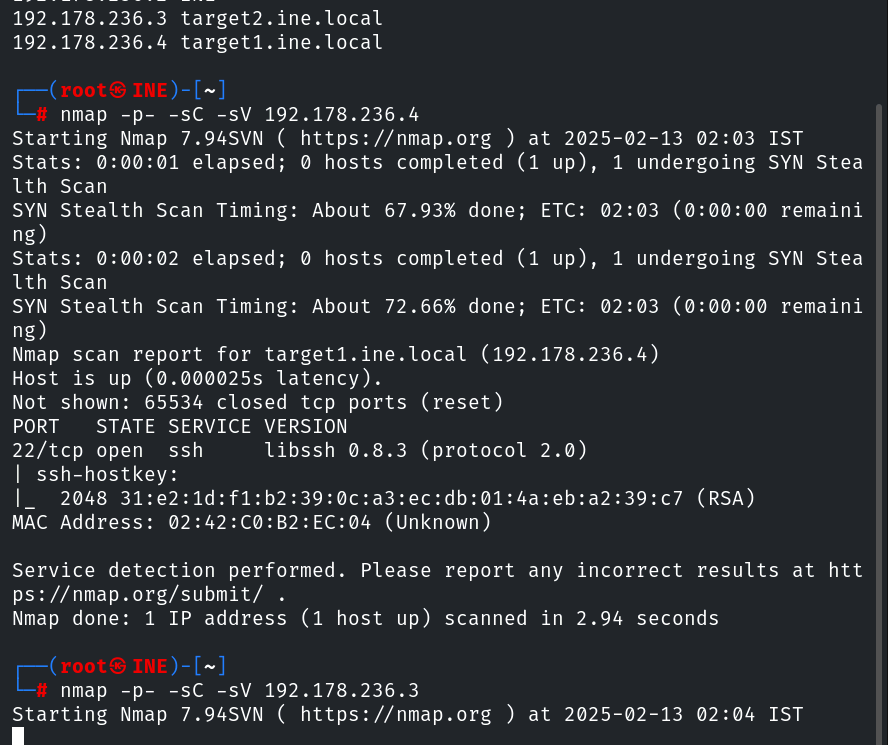 192.178.236.3 target2.ine.local
192.178.236.4 target1.ine.local
┌──(root㉿INE)-[~]
└─# nmap -p- -sC -sV 192.178.236.4
Starting Nmap 7.94SVN ( https://nmap.org ) at 2025-02-13 02:03 IST
Stats: 0:00:01 elapsed; 0 hosts completed (1 up), 1 undergoing SYN Stea
lth Scan
SYN Stealth Scan Timing: About 67.93% done; ETC: 02:03 (0:00:00 remaini
ng)
Stats: 0:00:02 elapsed; 0 hosts completed (1 up), 1 undergoing SYN Stea
lth Scan
SYN Stealth Scan Timing: About 72.66% done; ETC: 02:03 (0:00:00 remaini
ng)
Nmap scan report for target1.ine.local (192.178.236.4)
Host is up (0.000025s latency).
Not shown: 65534 closed tcp ports (reset)
PORT   STATE SERVICE VERSION
22/tcp open  ssh     libssh 0.8.3 (protocol 2.0)
| ssh-hostkey:
|_  2048 31:e2:1d:f1:b2:39:0c:a3:ec:db:01:4a:eb:a2:39:c7 (RSA)
MAC Address: 02:42:C0:B2:EC:04 (Unknown)
Service detection performed. Please report any incorrect results at htt
ps://nmap.org/submit/ .
Nmap done: 1 IP address (1 host up) scanned in 2.94 seconds
┌──(root㉿INE)-[~]
└─# nmap -p- -sC -sV 192.178.236.3
Starting Nmap 7.94SVN ( https://nmap.org ) at 2025-02-13 02:04 IST